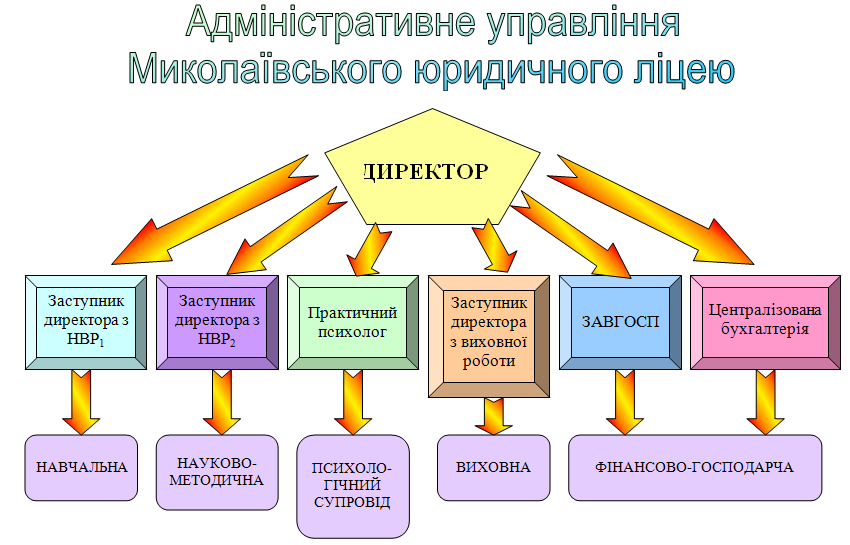 Адміністративне управління
Миколаївського юридичного ліцею
ДИРЕКТОР
Заступник
директора з
НВР₁
Заступник
директора з
НВР₂
Практичний
психолог
Заступник
директора
з виховної
роботи
ЗАВГОСП
Централізована
бухгалтерія
НАВЧАЛЬНА
НАУКОВО-
МЕТОДИЧНА
ПСИХОЛО-
ГІЧНИЙ
СУПРОВІД
ВИХОВНА
ФІНАНСОВО-ГОСПОДАРЧА